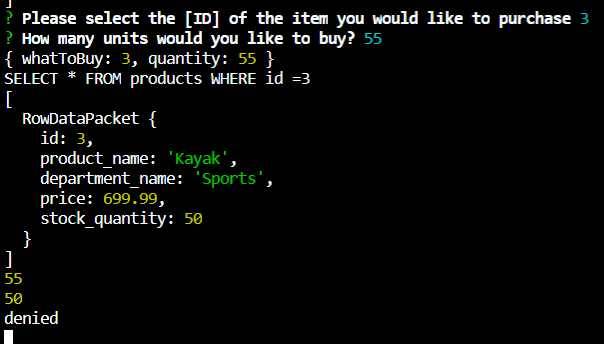 ]
? Please select the [ID] of the item you would like to purchase 3
? How many units would you like to buy? 55
{ whatToBuy: 3, quantity: 55 }
SELECT * FROM products WHERE id =3
[
  RowDataPacket {
    id: 3,
    product_name: 'Kayak',
    department_name: 'Sports',
    price: 699.99,
    stock_quantity: 50
  }
]
55
50
denied